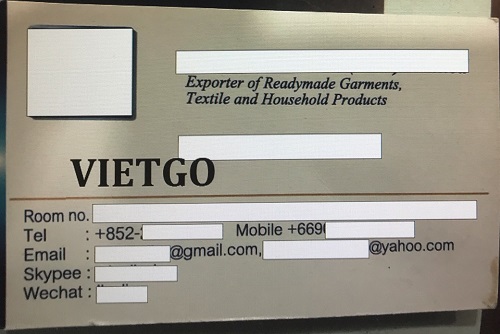 Exporter of Readymade Garments,
Textile and Household Products
VIETGO
Room no.
Tel : +852-
Mobile +669
Email : @gmail.com, @yahoo.com
Skypee :
Wechat :